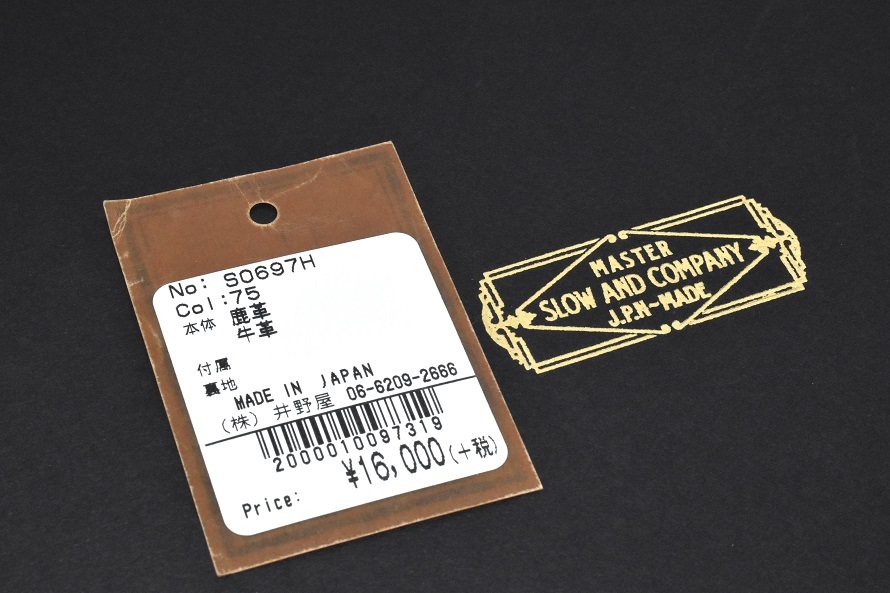 No: SO697H
Col:75
本体 鹿革
牛革
付属
裏地
MADE IN JAPAN
(株) 井野屋 06-6209-2666
2000010097319
¥16,000(+税)
Price:
MASTER
SLOW AND COMPANY
J.P.N-MADE